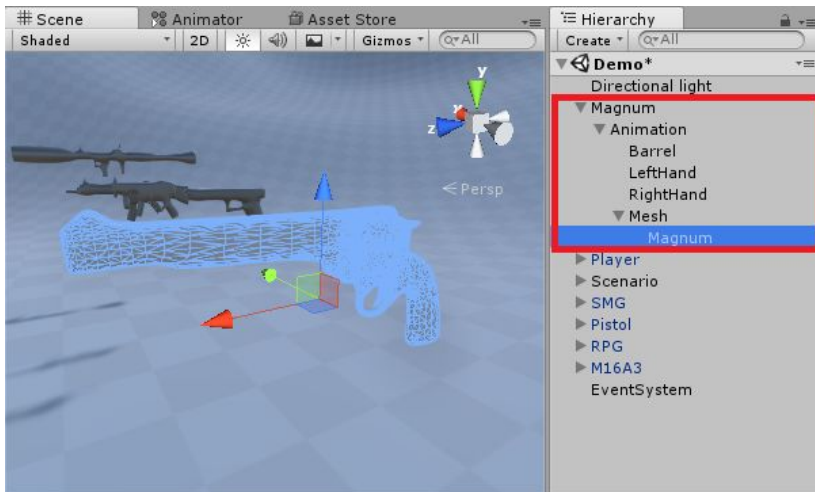 Scene Animator Asset Store
Shaded 2D Gizmos All
y
x
z
Persp
Hierarchy
Create All
Demo*
Directional light
Magnum
Animation
Barrel
LeftHand
RightHand
Mesh
Magnum
Player
Scenario
SMG
Pistol
RPG
M16A3
EventSystem